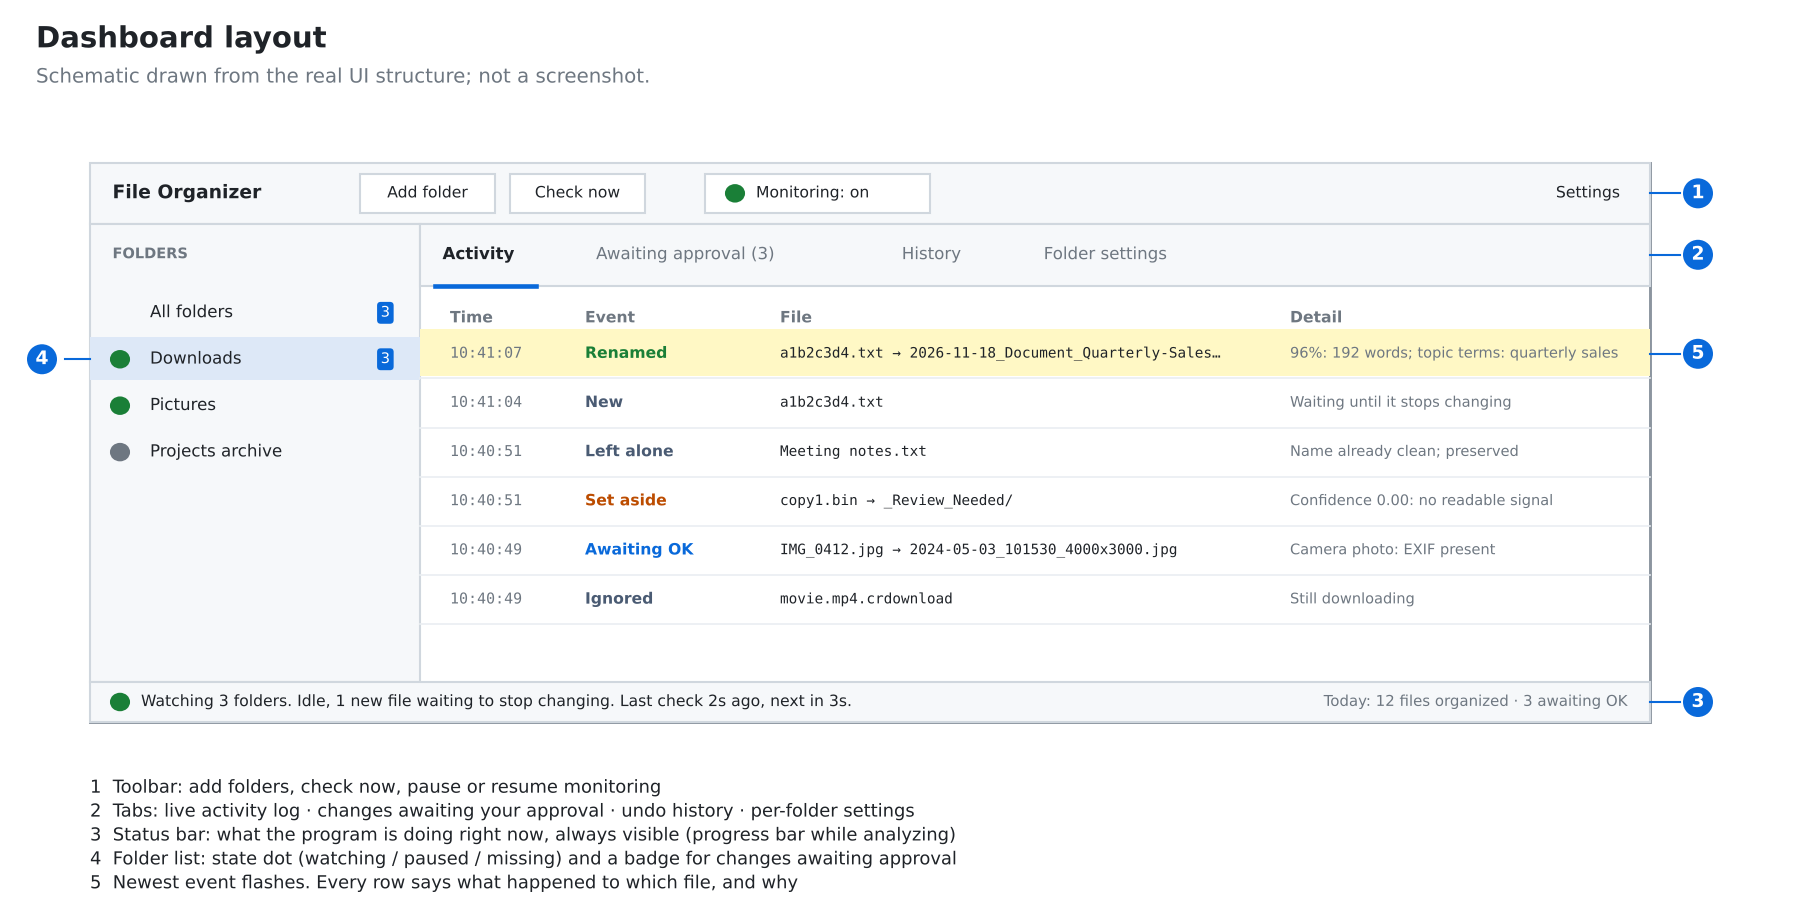 Dashboard layout
Schematic drawn from the real UI structure; not a screenshot.
File Organizer Add folder Check now Monitoring: on Settings 1
FOLDERS Activity Awaiting approval (3) History Folder settings 2
All folders 3
4 Downloads 3
Pictures
Projects archive
Time Event File Detail
10:41:07 Renamed a1b2c3d4.txt → 2026-11-18_Document_Quarterly-Sales… 96%: 192 words; topic terms: quarterly sales 5
10:41:04 New a1b2c3d4.txt Waiting until it stops changing
10:40:51 Left alone Meeting notes.txt Name already clean; preserved
10:40:51 Set aside copy1.bin → _Review_Needed/ Confidence 0.00: no readable signal
10:40:49 Awaiting OK IMG_0412.jpg → 2024-05-03_101530_4000x3000.jpg Camera photo: EXIF present
10:40:49 Ignored movie.mp4.crdownload Still downloading
Watching 3 folders. Idle, 1 new file waiting to stop changing. Last check 2s ago, next in 3s. Today: 12 files organized · 3 awaiting OK 3
1 Toolbar: add folders, check now, pause or resume monitoring
2 Tabs: live activity log · changes awaiting your approval · undo history · per-folder settings
3 Status bar: what the program is doing right now, always visible (progress bar while analyzing)
4 Folder list: state dot (watching / paused / missing) and a badge for changes awaiting approval
5 Newest event flashes. Every row says what happened to which file, and why